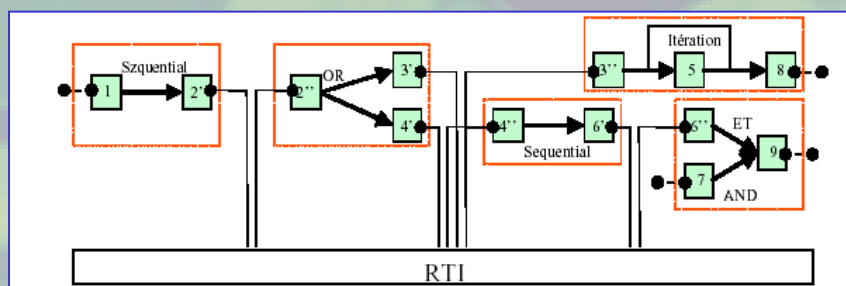 Szquential
1
2'
OR
2''
3'
4'
Itération
3''
5
8
4''
6'
Sequential
6''
ET
7
9
AND
RTI